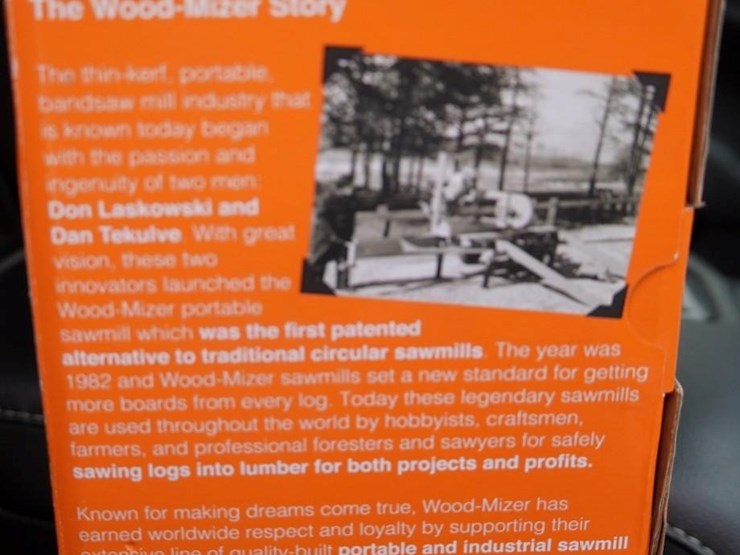 The Wood-Mizer Story
The thin-kerf, portable,
bandsaw mill industry that
is known today began
with the passion and
ingenuity of two men:
Don Laskowski and
Dan Tekulve. With great
vision, these two
innovators launched the
Wood-Mizer portable
sawmill which was the first patented
alternative to traditional circular sawmills. The year was
1982 and Wood-Mizer sawmills set a new standard for getting
more boards from every log. Today these legendary sawmills
are used throughout the world by hobbyists, craftsmen,
farmers, and professional foresters and sawyers for safely
sawing logs into lumber for both projects and profits.
Known for making dreams come true, Wood-Mizer has
earned worldwide respect and loyalty by supporting their
extensive line of quality-built portable and industrial sawmill